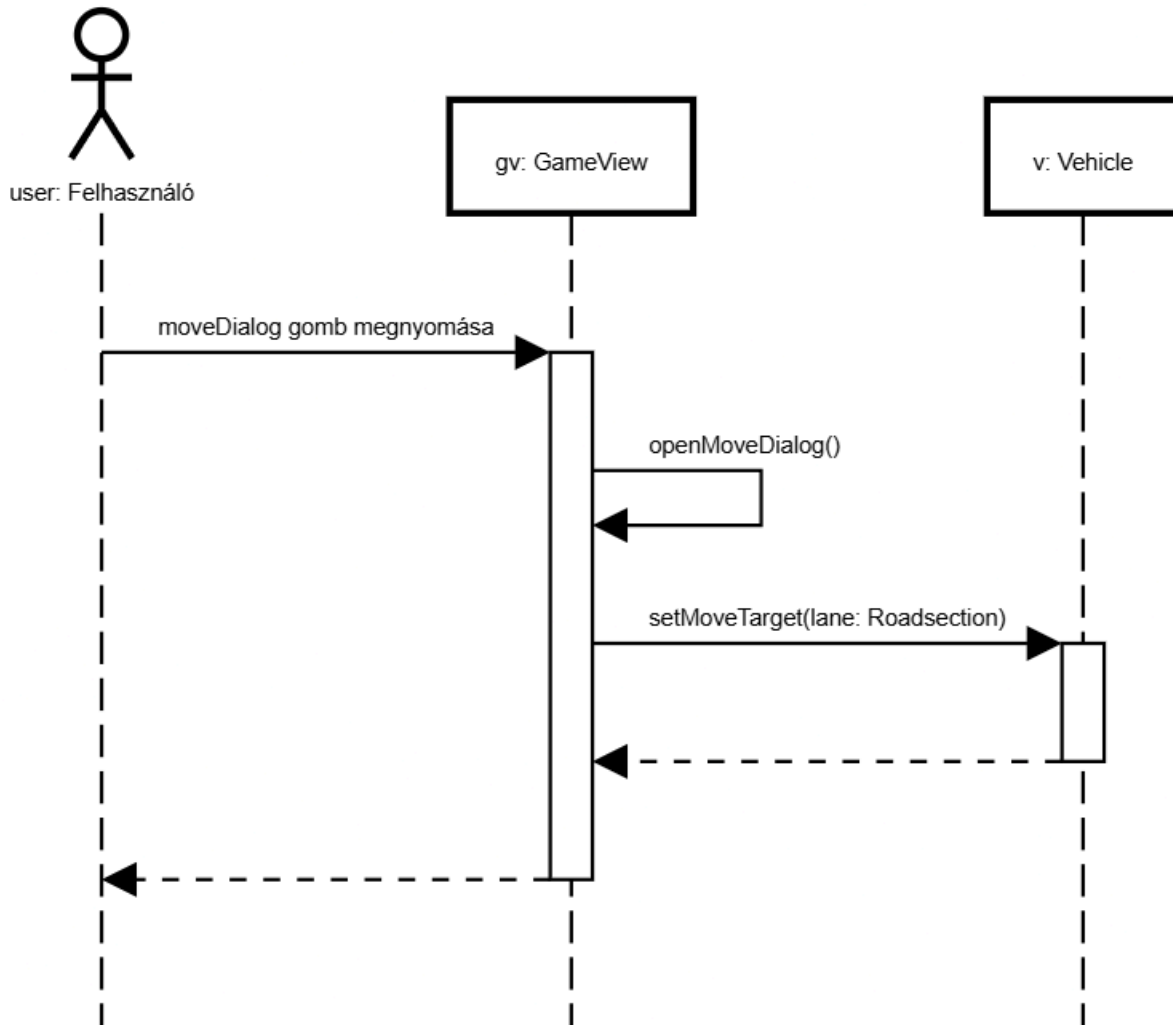 user: Felhasználó
gv: GameView
v: Vehicle
moveDialog gomb megnyomása
openMoveDialog()
setMoveTarget(lane: Roadsection)